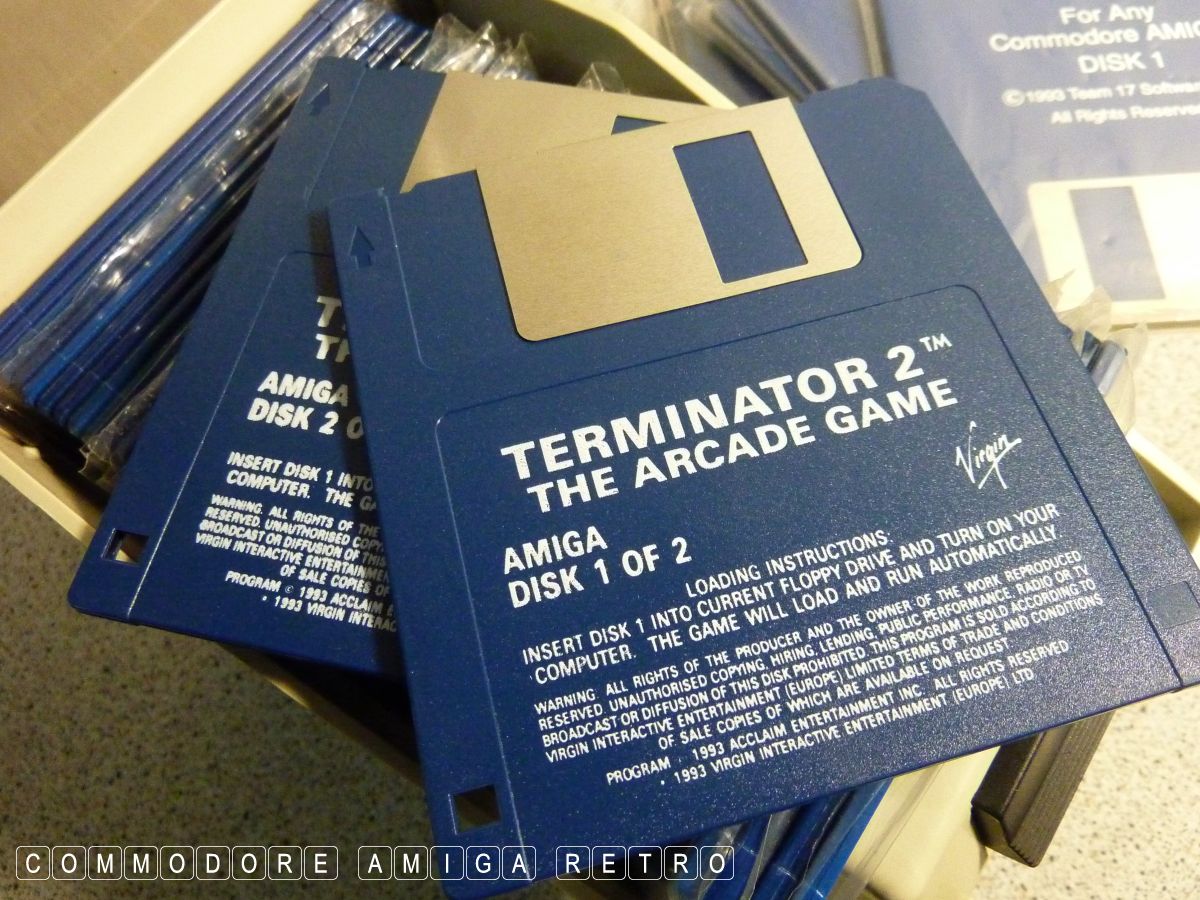 For Any
Commodore AMIG
DISK 1
© 1993 Team 17 Softwa
All Rights Reserve
TERMINATOR 2™
THE ARCADE GAME
Virgin
AMIGA
DISK 1 OF 2
LOADING INSTRUCTIONS
INSERT DISK 1 INTO CURRENT FLOPPY DRIVE AND TURN ON YOUR
COMPUTER. THE GAME WILL LOAD AND RUN AUTOMATICALLY.
WARNING. ALL RIGHTS OF THE PRODUCER AND THE OWNER OF THE WORK REPRODUCED
RESERVED. UNAUTHORISED COPYING, HIRING, LENDING, PUBLIC PERFORMANCE, RADIO OR TV
BROADCAST OR DIFFUSION OF THIS DISK PROHIBITED. THIS PROGRAM IS SOLD ACCORDING TO
VIRGIN INTERACTIVE ENTERTAINMENT (EUROPE) LIMITED TERMS OF TRADE AND CONDITIONS
OF SALE COPIES OF WHICH ARE AVAILABLE ON REQUEST.
PROGRAM 1993 ACCLAIM ENTERTAINMENT INC. ALL RIGHTS RESERVED
1993 VIRGIN INTERACTIVE ENTERTAINMENT (EUROPE) LTD
T
TH
AMIGA
DISK 2 O
INSERT DISK 1 INTO
COMPUTER. THE GA
WARNING. ALL RIGHTS OF THE
RESERVED. UNAUTHORISED COPY
BROADCAST OR DIFFUSION OF THIS
VIRGIN INTERACTIVE ENTERTAINMEN
OF SALE COPIES OF
PROGRAM © 1993 ACCLAIM E
1993 VIRGIN INTERAC
COMMODORE AMIGA RETRO